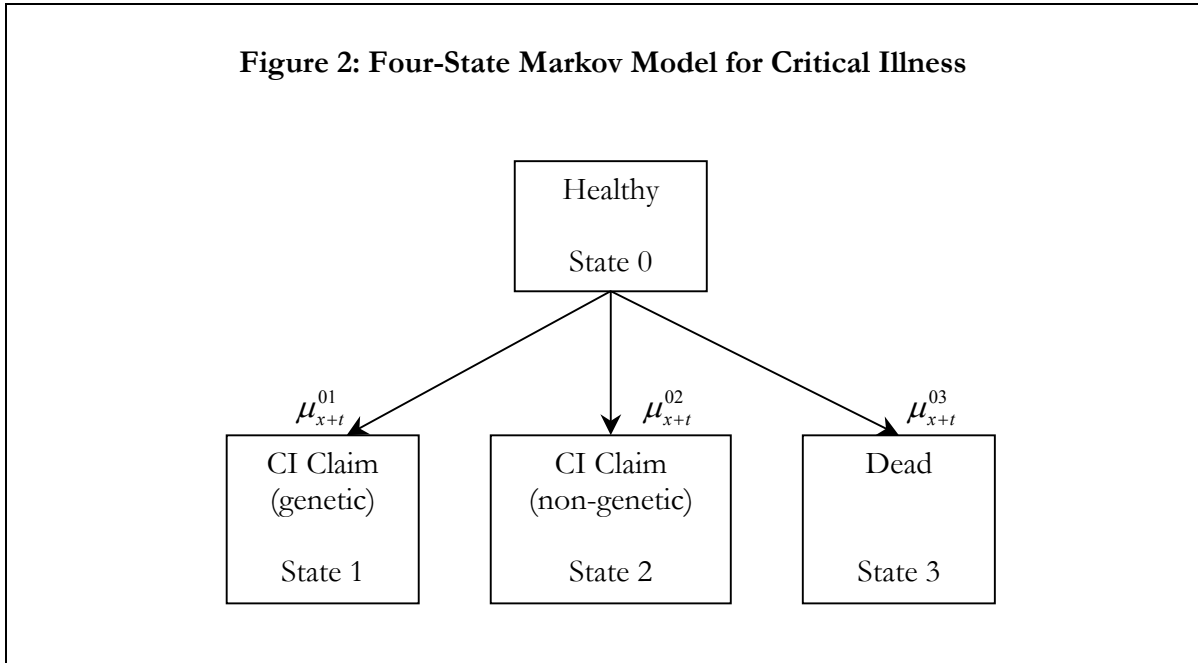 Figure 2: Four-State Markov Model for Critical Illness
Healthy
State 0
μ^{01}_{x+t}
μ^{02}_{x+t}
μ^{03}_{x+t}
CI Claim
(genetic)
State 1
CI Claim
(non-genetic)
State 2
Dead
State 3